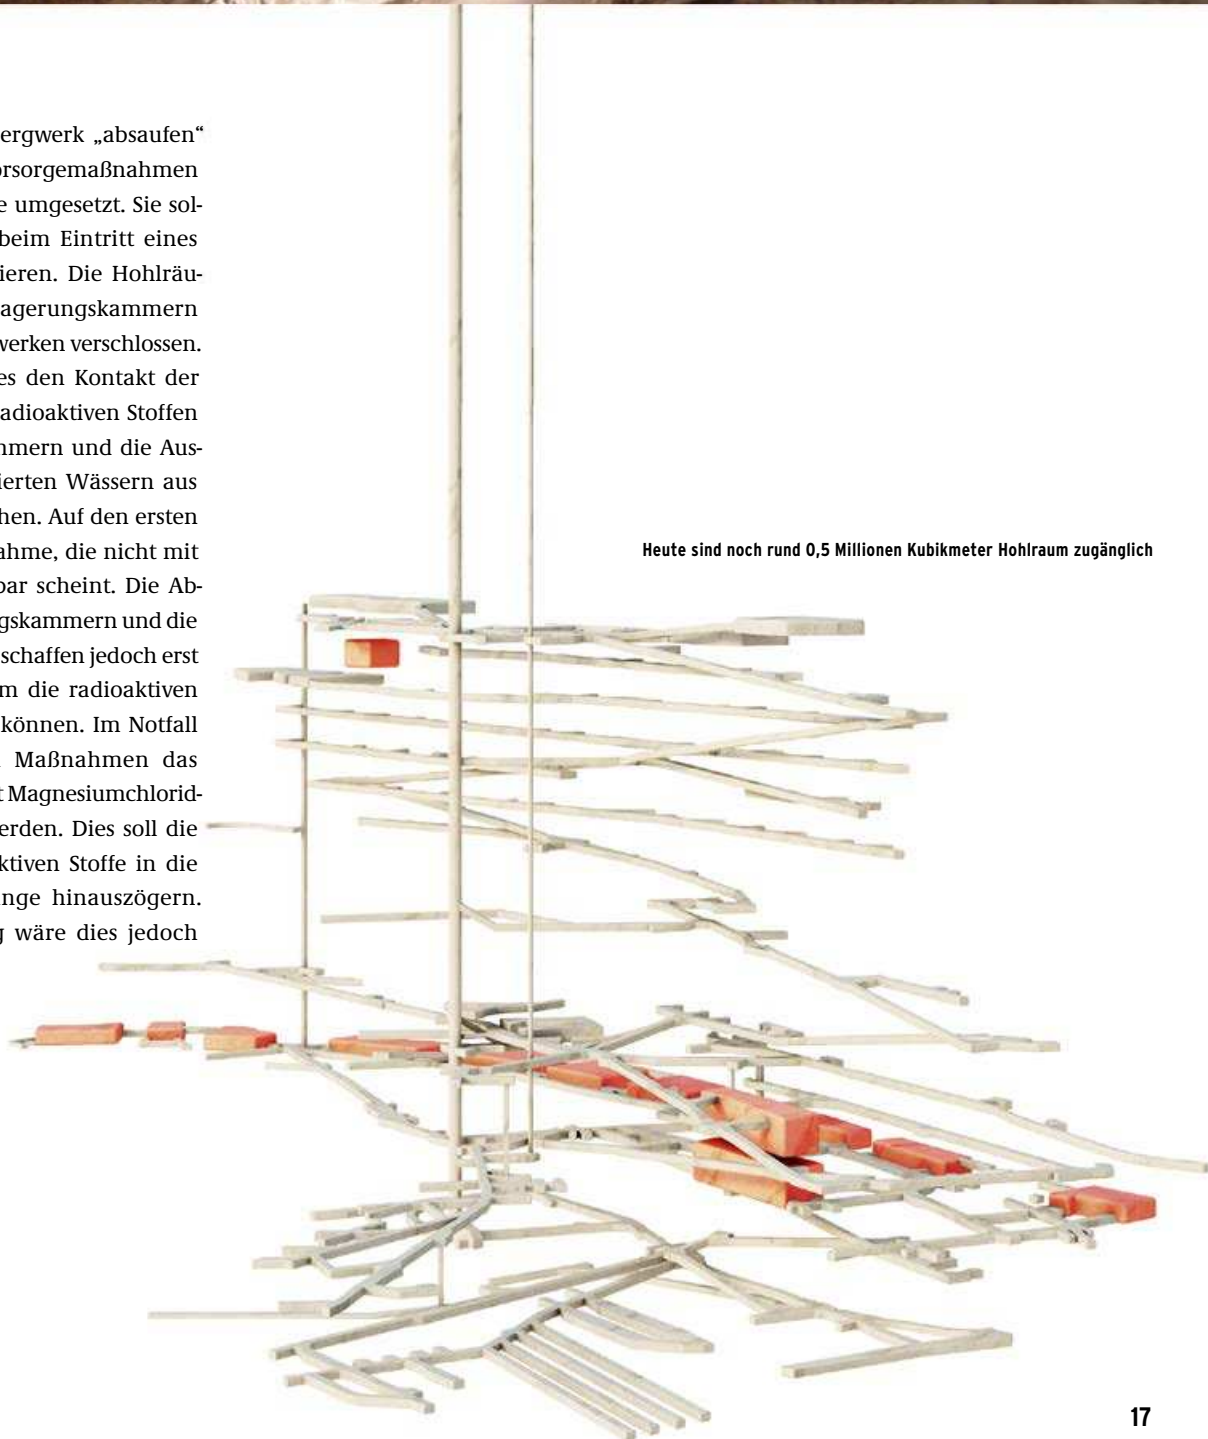 ergwerk „absaufen“
orsorgemaßnahmen
e umgesetzt. Sie sol-
beim Eintritt eines
ieren. Die Hohlräu-
agerungskammern
werken verschlossen.
es den Kontakt der
adioaktiven Stoffen
mmern und die Aus-
ierten Wässern aus
hen. Auf den ersten
ahme, die nicht mit
bar scheint. Die Ab-
gskammern und die
schaffen jedoch erst
m die radioaktiven
können. Im Notfall
Maßnahmen das
t Magnesiumchlorid-
erden. Dies soll die
ktiven Stoffe in die
nge hinauszögern.
g wäre dies jedoch
Heute sind noch rund 0,5 Millionen Kubikmeter Hohlraum zugänglich
17